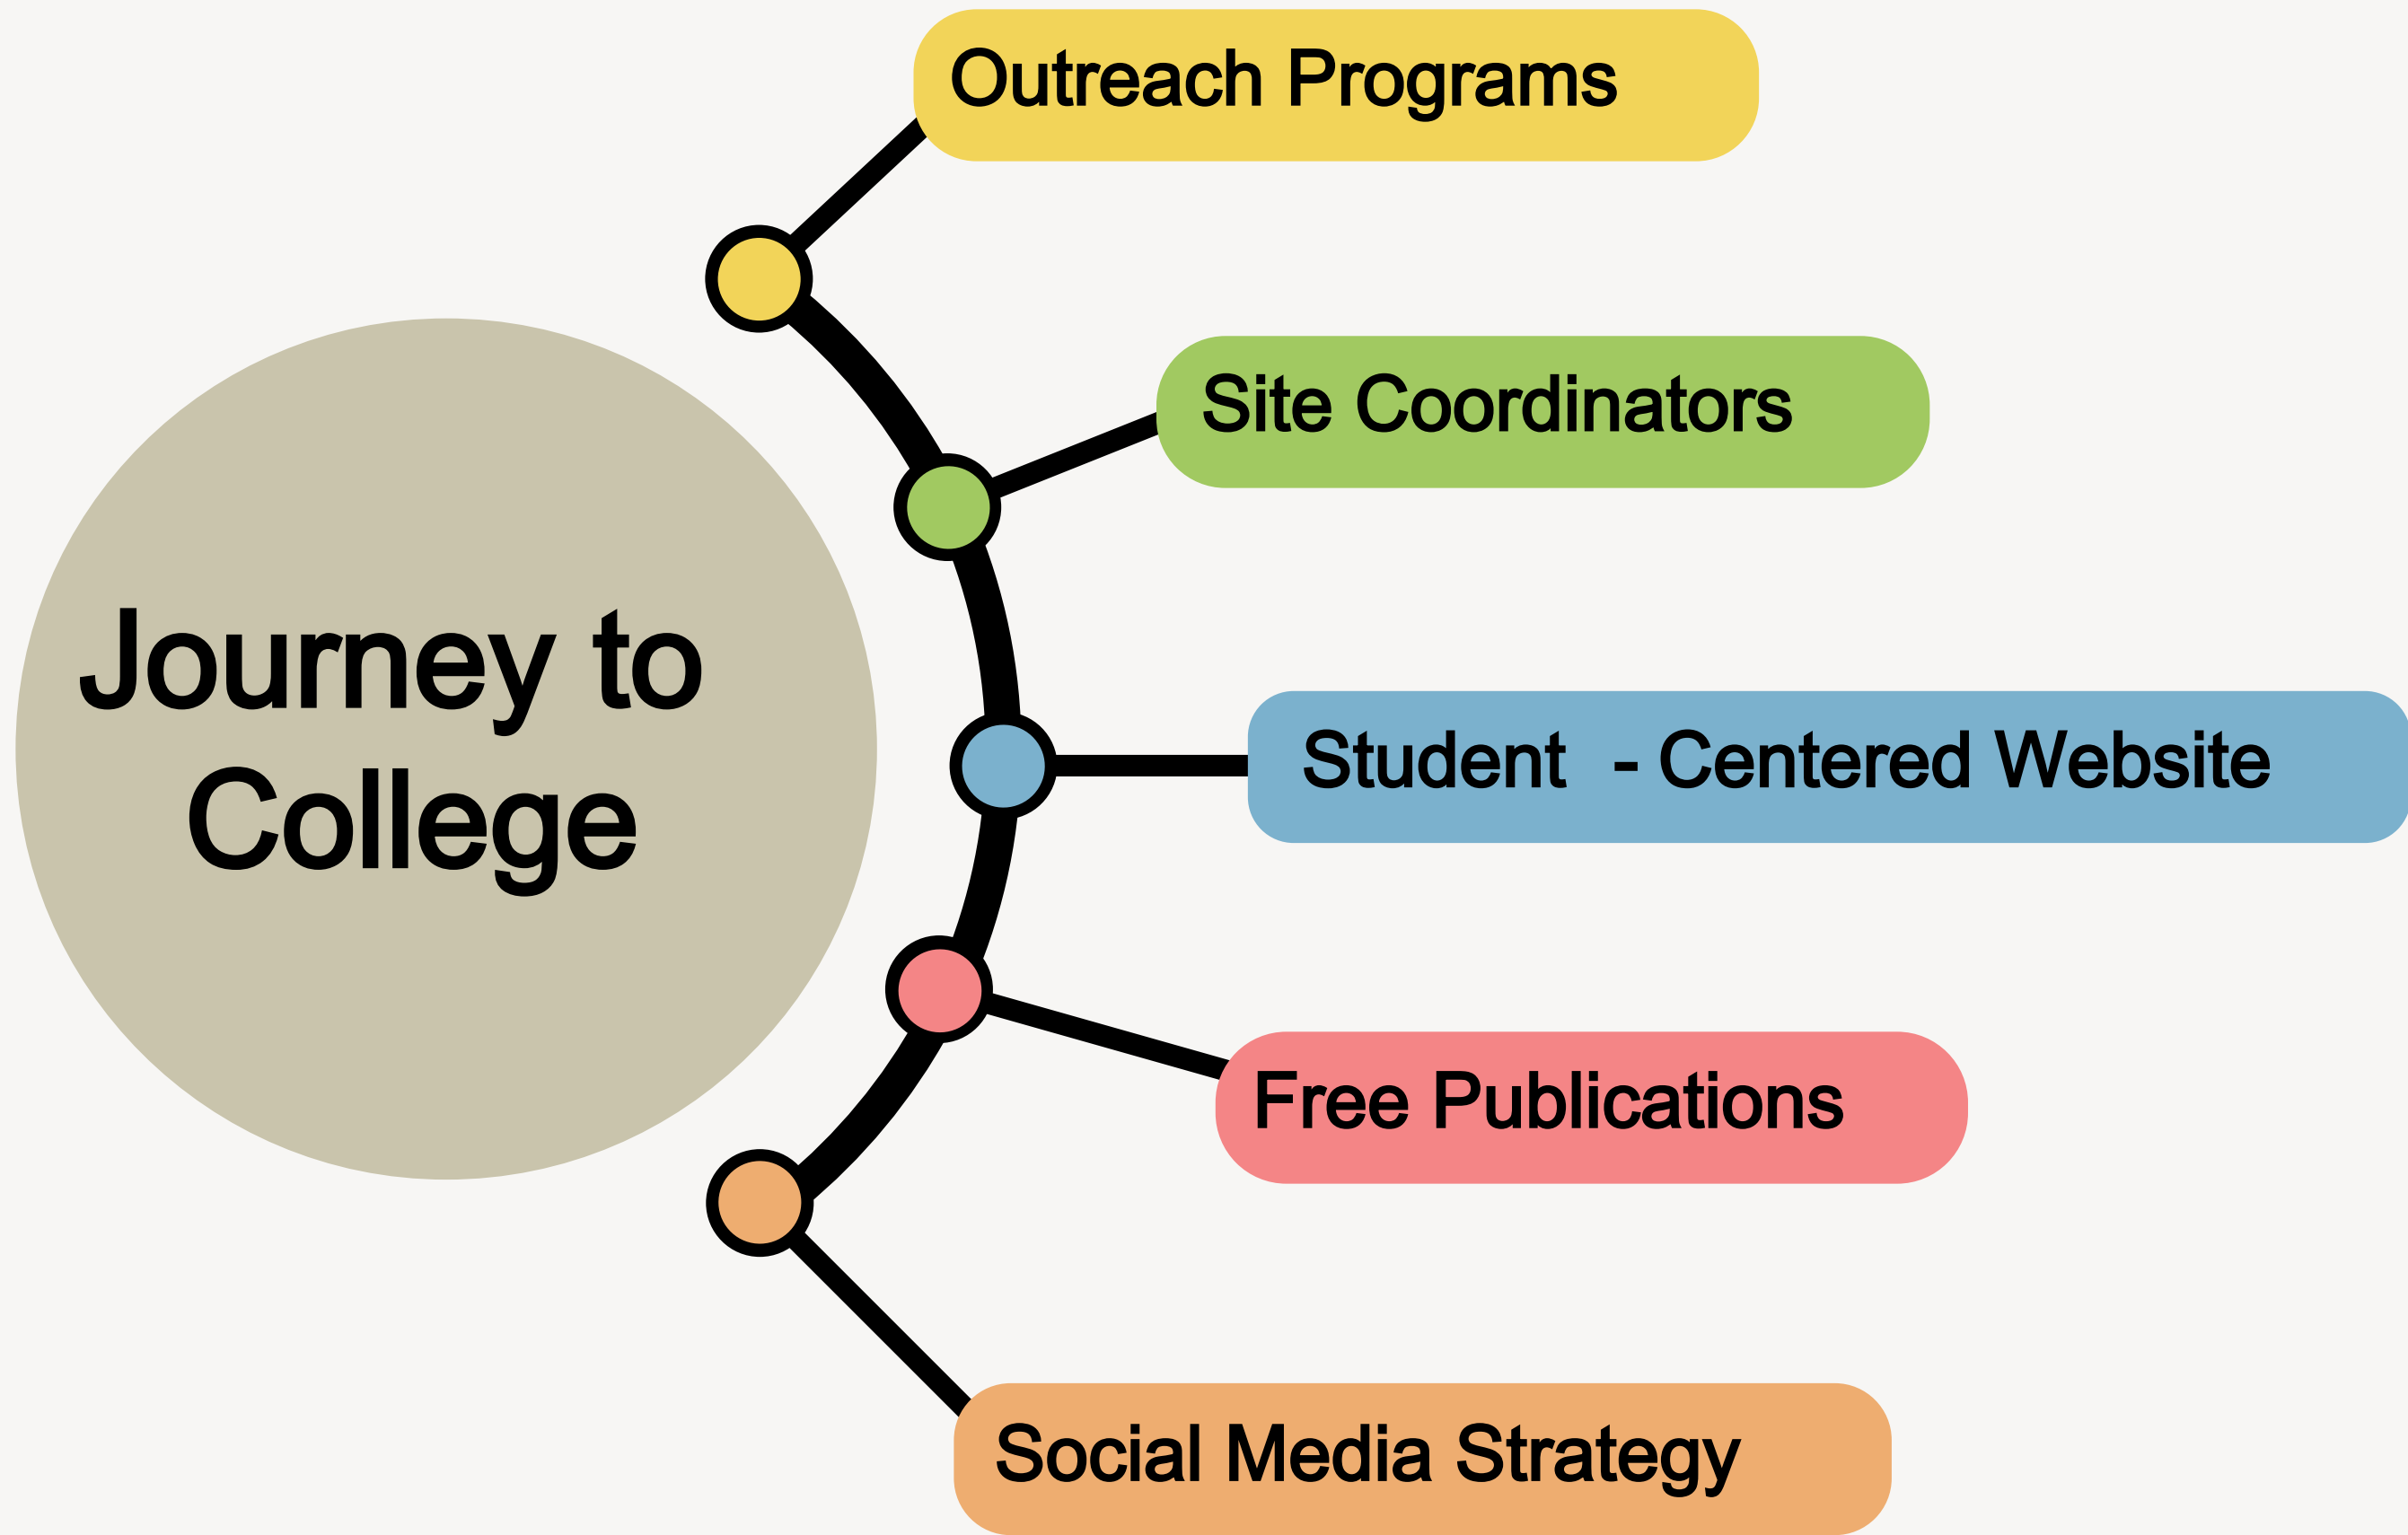 Outreach Programs
Site Coordinators
Journey to
College
Student - Centered Website
Free Publications
Social Media Strategy